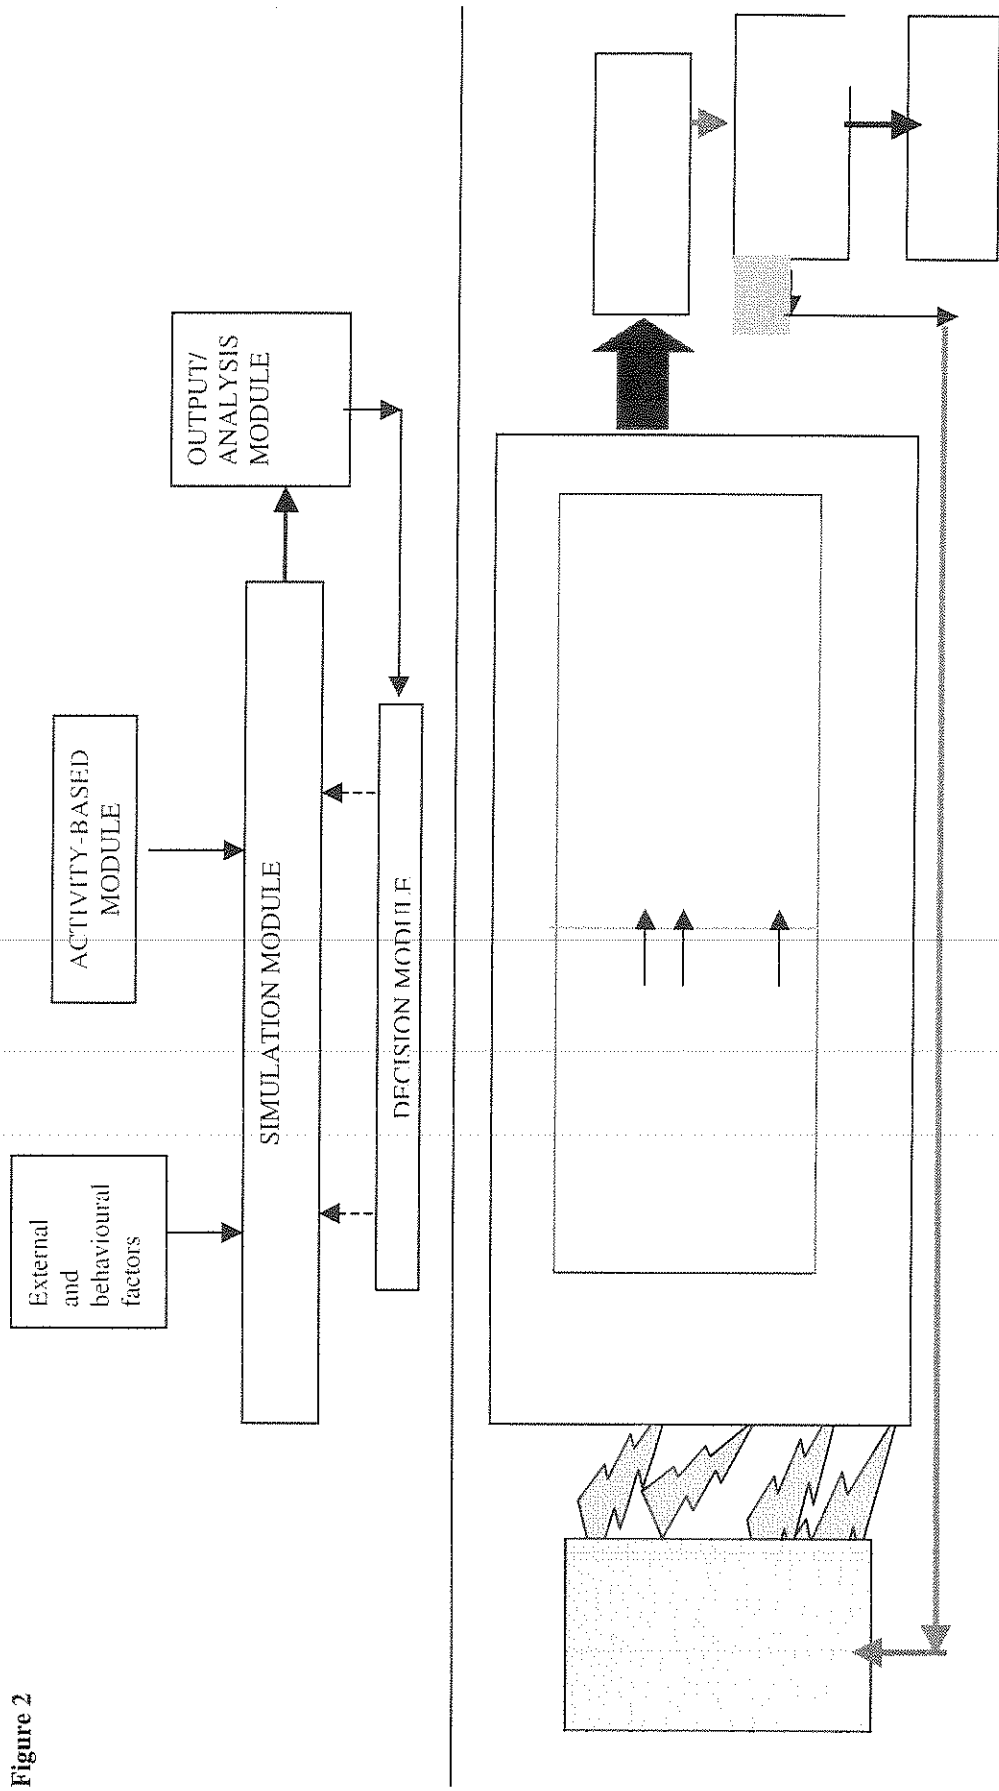 Figure 2
External
and
behavioural
factors
ACTIVITY-BASED
MODULE
SIMULATION MODULE
OUTPUT/
ANALYSIS
MODULE
DECISION MODULE